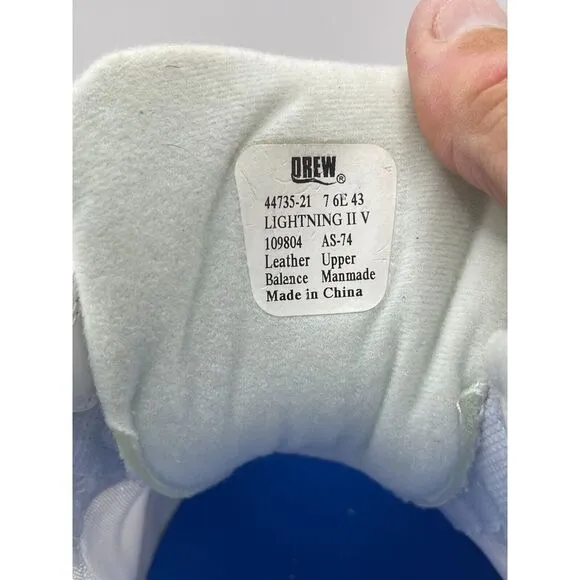 DREW ®
44735-21 7 6E 43
LIGHTNING II V
109804 AS-74
Leather Upper
Balance Manmade
Made in China